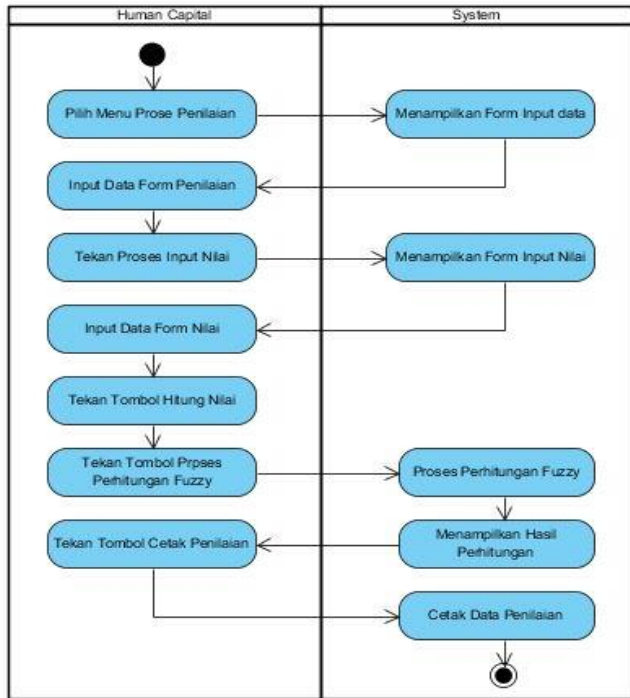 Human Capital
System
Pilih Menu Prose Penilaian
Menampilkan Form Input data
Input Data Form Penilaian
Tekan Proses Input Nilai
Menampilkan Form Input Nilai
Input Data Form Nilai
Tekan Tombol Hitung Nilai
Tekan Tombol Prpses
Perhitungan Fuzzy
Proses Perhitungan Fuzzy
Tekan Tombol Cetak Penilaian
Menampilkan Hasil
Perhitungan
Cetak Data Penilaian